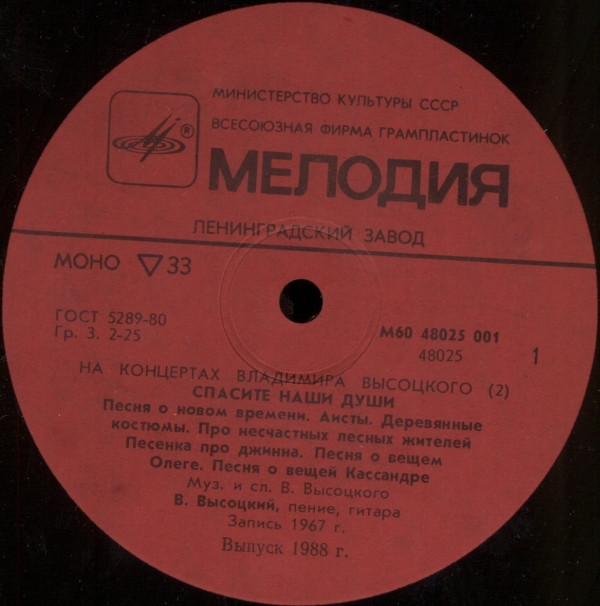 МИНИСТЕРСТВО КУЛЬТУРЫ СССР
ВСЕСОЮЗНАЯ ФИРМА ГРАМПЛАСТИНОК
®
МЕЛОДИЯ
ЛЕНИНГРАДСКИЙ ЗАВОД
МОНО ▽ 33
ГОСТ 5289-80
Гр. 3. 2-25
М60 48025 001
48025
1
НА КОНЦЕРТАХ ВЛАДИМИРА ВЫСОЦКОГО (2)
СПАСИТЕ НАШИ ДУШИ
Песня о новом времени. Аисты. Деревянные
костюмы. Про несчастных лесных жителей
Песенка про джинна. Песня о вещем
Олеге. Песня о вещей Кассандре
Муз. и сл. В. Высоцкого
В. Высоцкий, пение, гитара
Запись 1967 г.
Выпуск 1988 г.